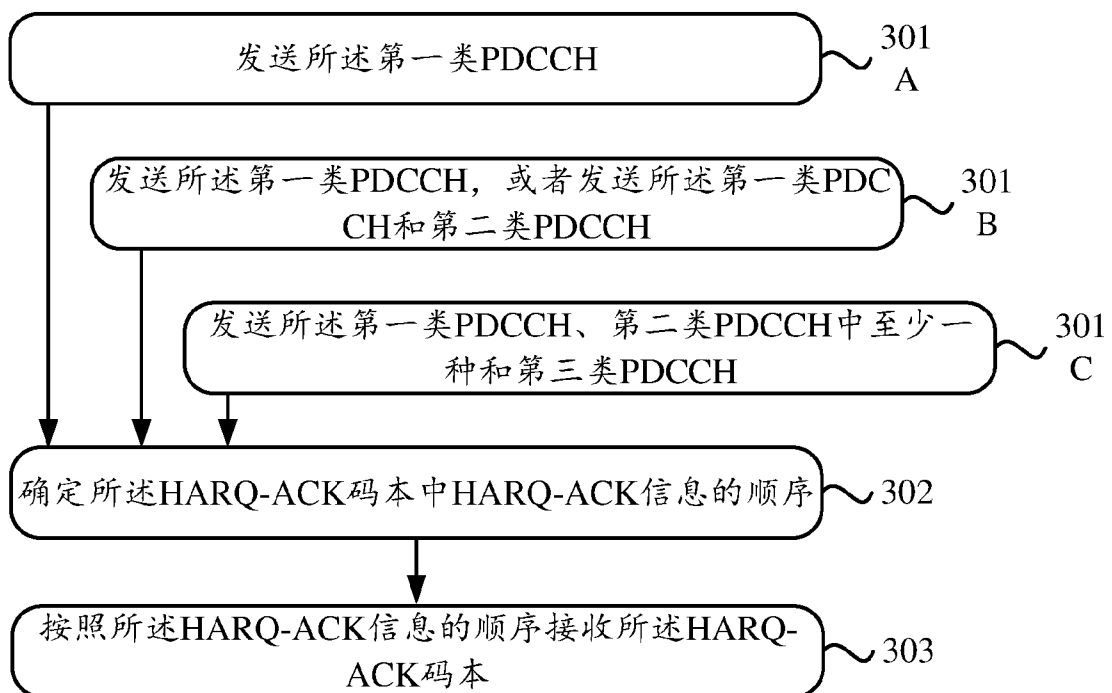 发送所述第一类PDCCH
301
A
发送所述第一类PDCCH，或者发送所述第一类PDC
CH和第二类PDCCH
301
B
发送所述第一类PDCCH、第二类PDCCH中至少一
种和第三类PDCCH
301
C
确定所述HARQ-ACK码本中HARQ-ACK信息的顺序
302
按照所述HARQ-ACK信息的顺序接收所述HARQ-
ACK码本
303